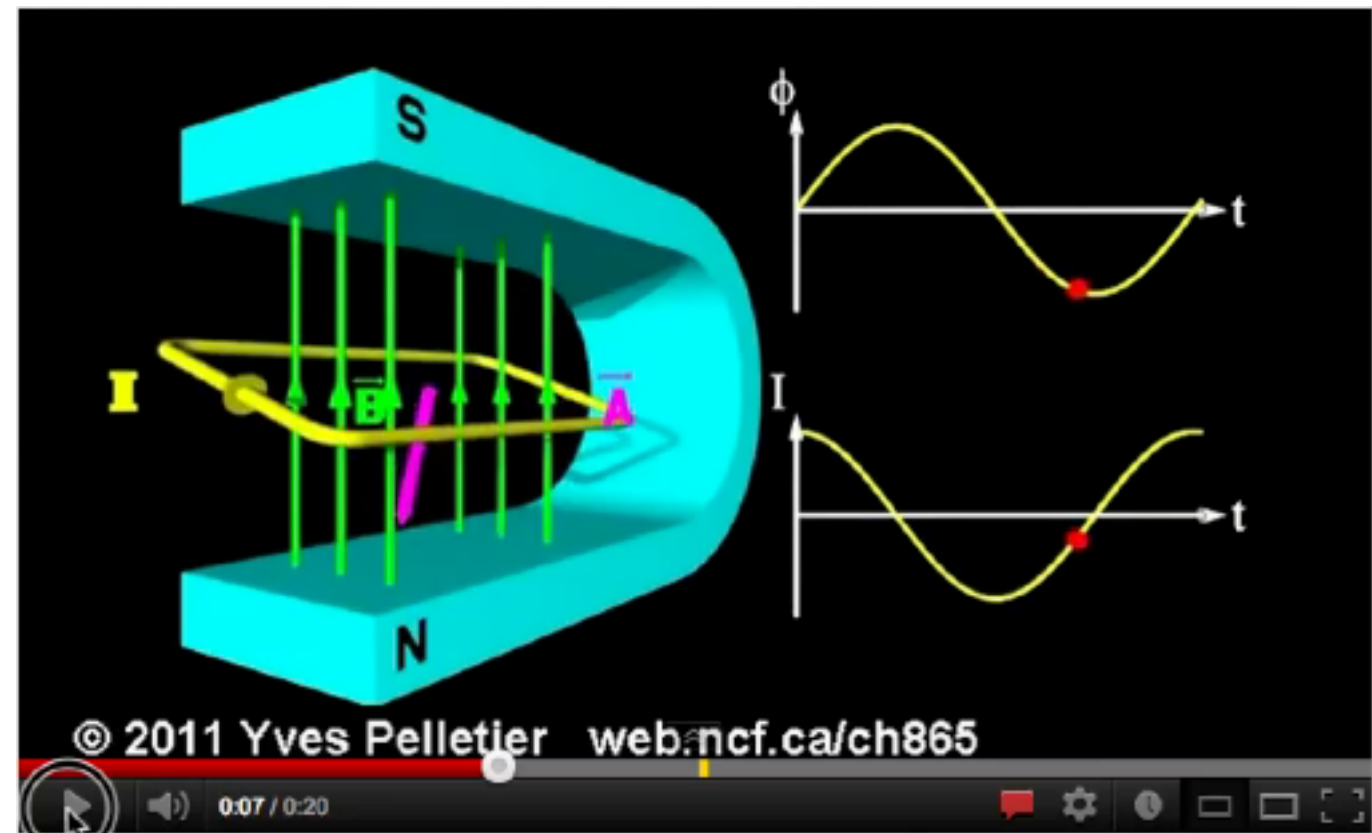 S
ϕ
t
I
B
A
I
t
N
© 2011 Yves Pelletier web.ncf.ca/ch865
0:07 / 0:20